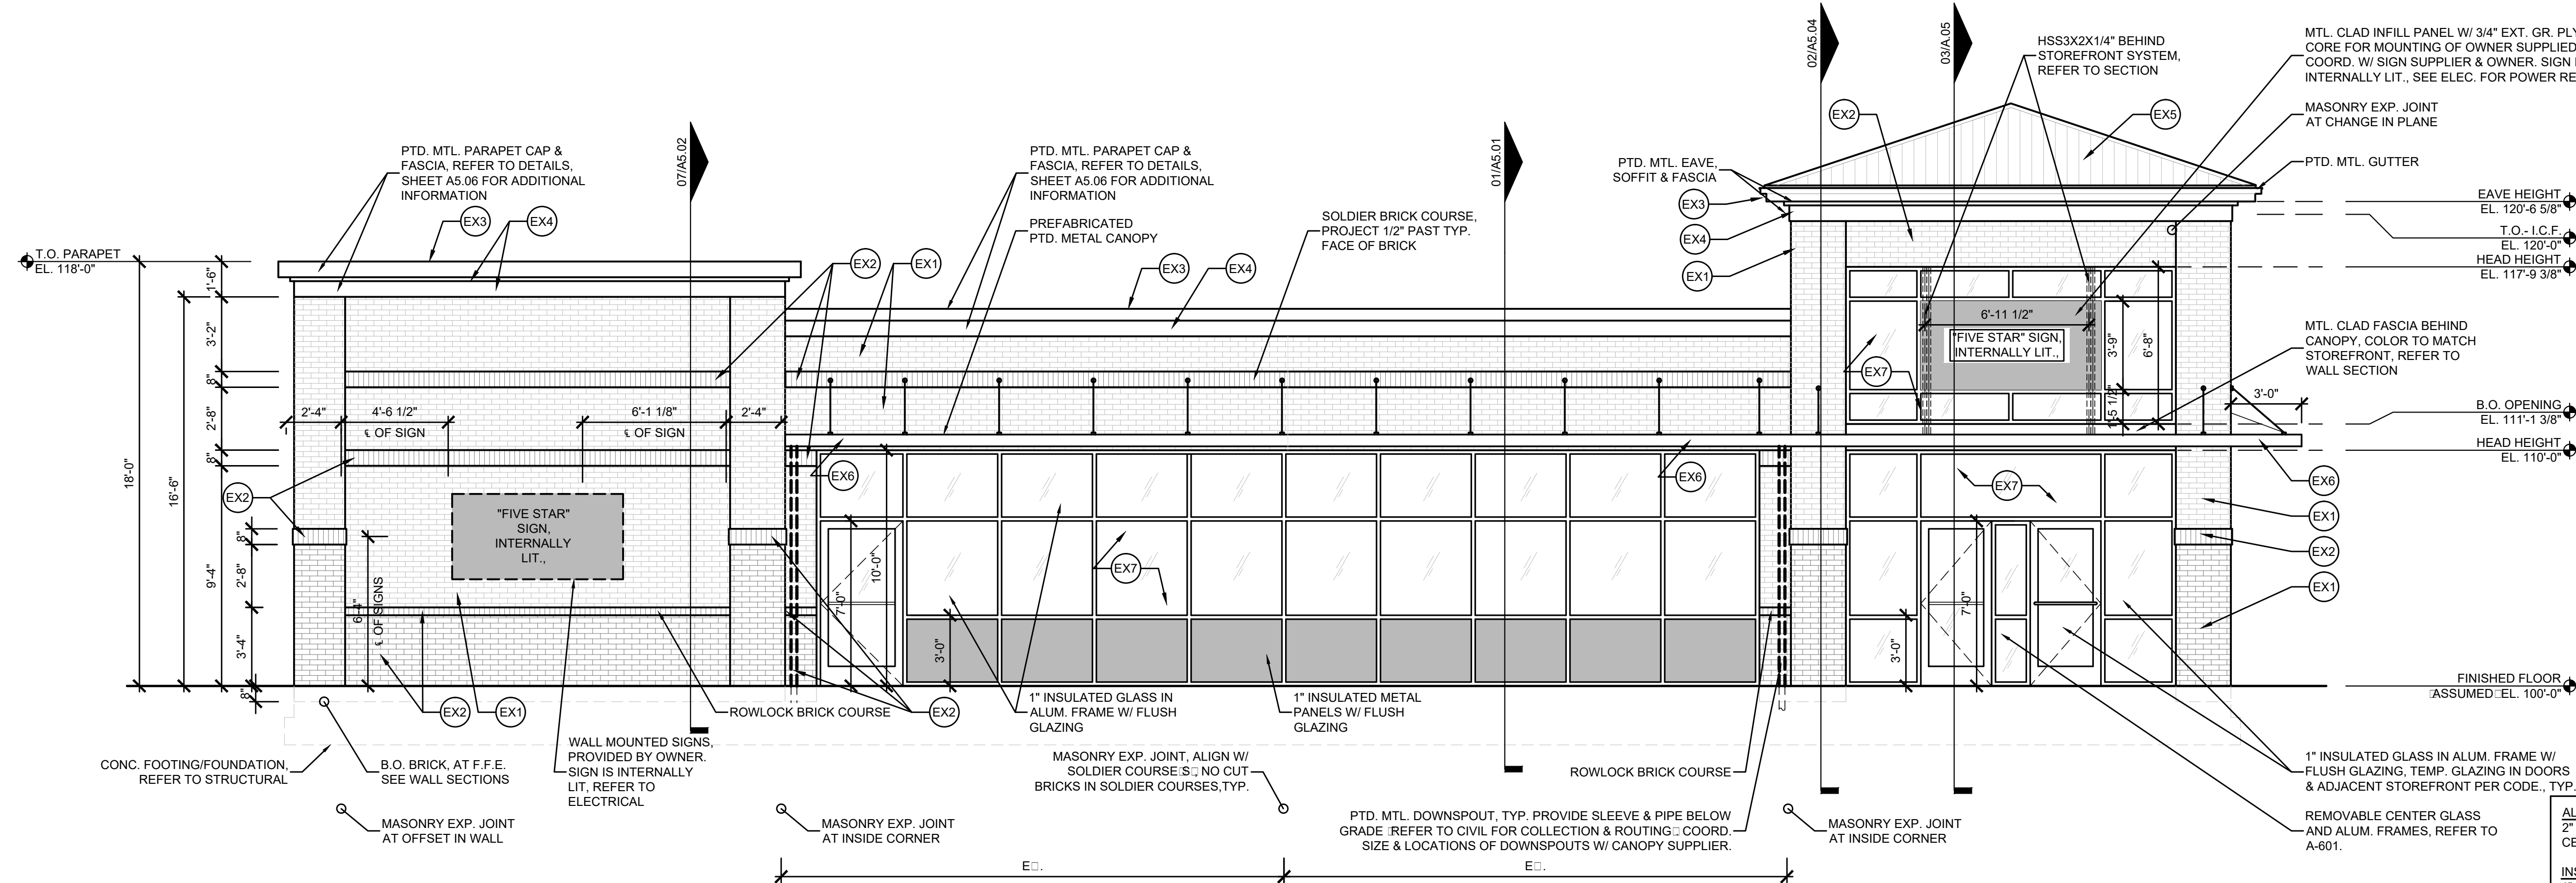 02/A5.04
03/A.05
HSS3X2X1/4" BEHIND
STOREFRONT SYSTEM,
REFER TO SECTION
MTL. CLAD INFILL PANEL W/ 3/4" EXT. GR. PLY
CORE FOR MOUNTING OF OWNER SUPPLIED
COORD. W/ SIGN SUPPLIER & OWNER. SIGN
INTERNALLY LIT., SEE ELEC. FOR POWER RE
EX2
EX5
MASONRY EXP. JOINT
AT CHANGE IN PLANE
PTD. MTL. GUTTER
PTD. MTL. PARAPET CAP &
FASCIA, REFER TO DETAILS,
SHEET A5.06 FOR ADDITIONAL
INFORMATION
07/A5.02
PTD. MTL. PARAPET CAP &
FASCIA, REFER TO DETAILS,
SHEET A5.06 FOR ADDITIONAL
INFORMATION
PREFABRICATED
PTD. METAL CANOPY
01/A5.01
SOLDIER BRICK COURSE,
PROJECT 1/2" PAST TYP.
FACE OF BRICK
PTD. MTL. EAVE,
SOFFIT & FASCIA
EX3
EX4
EX1
EAVE HEIGHT
EL. 120'-6 5/8"
T.O.- I.C.F.
EL. 120'-0"
HEAD HEIGHT
EL. 117'-9 3/8"
EX3
EX4
T.O. PARAPET
EL. 118'-0"
EX2
EX1
EX3
EX4
1'-6"
3'-2"
8"
2'-8"
8"
18'-0"
16'-6"
9'-4"
8"
2'-8"
3'-4"
8"
2'-4"
4'-6 1/2"
℄ OF SIGN
6'-1 1/8"
℄ OF SIGN
2'-4"
6'-11 1/2"
"FIVE STAR" SIGN,
INTERNALLY LIT.,
3'-9"
6'-8"
1'-5 1/2"
EX7
MTL. CLAD FASCIA BEHIND
CANOPY, COLOR TO MATCH
STOREFRONT, REFER TO
WALL SECTION
3'-0"
B.O. OPENING
EL. 111'-1 3/8"
HEAD HEIGHT
EL. 110'-0"
EX2
"FIVE STAR"
SIGN,
INTERNALLY
LIT.,
6'-4"
℄ OF SIGNS
EX6
EX7
EX6
EX7
EX6
EX1
EX2
EX1
10'-0"
7'-0"
3'-0"
3'-0"
7'-0"
FINISHED FLOOR
ASSUMED EL. 100'-0"
EX2
EX1
ROWLOCK BRICK COURSE
EX2
1" INSULATED GLASS IN
ALUM. FRAME W/ FLUSH
GLAZING
1" INSULATED METAL
PANELS W/ FLUSH
GLAZING
CONC. FOOTING/FOUNDATION,
REFER TO STRUCTURAL
B.O. BRICK, AT F.F.E.
SEE WALL SECTIONS
WALL MOUNTED SIGNS,
PROVIDED BY OWNER.
SIGN IS INTERNALLY
LIT, REFER TO
ELECTRICAL
MASONRY EXP. JOINT, ALIGN W/
SOLDIER COURSE S , NO CUT
BRICKS IN SOLDIER COURSES,TYP.
ROWLOCK BRICK COURSE
1" INSULATED GLASS IN ALUM. FRAME W/
FLUSH GLAZING, TEMP. GLAZING IN DOORS
& ADJACENT STOREFRONT PER CODE., TYP.
MASONRY EXP. JOINT
AT OFFSET IN WALL
MASONRY EXP. JOINT
AT INSIDE CORNER
PTD. MTL. DOWNSPOUT, TYP. PROVIDE SLEEVE & PIPE BELOW
GRADE REFER TO CIVIL FOR COLLECTION & ROUTING COORD.
SIZE & LOCATIONS OF DOWNSPOUTS W/ CANOPY SUPPLIER.
MASONRY EXP. JOINT
AT INSIDE CORNER
REMOVABLE CENTER GLASS
AND ALUM. FRAMES, REFER TO
A-601.
E .
E .
2"